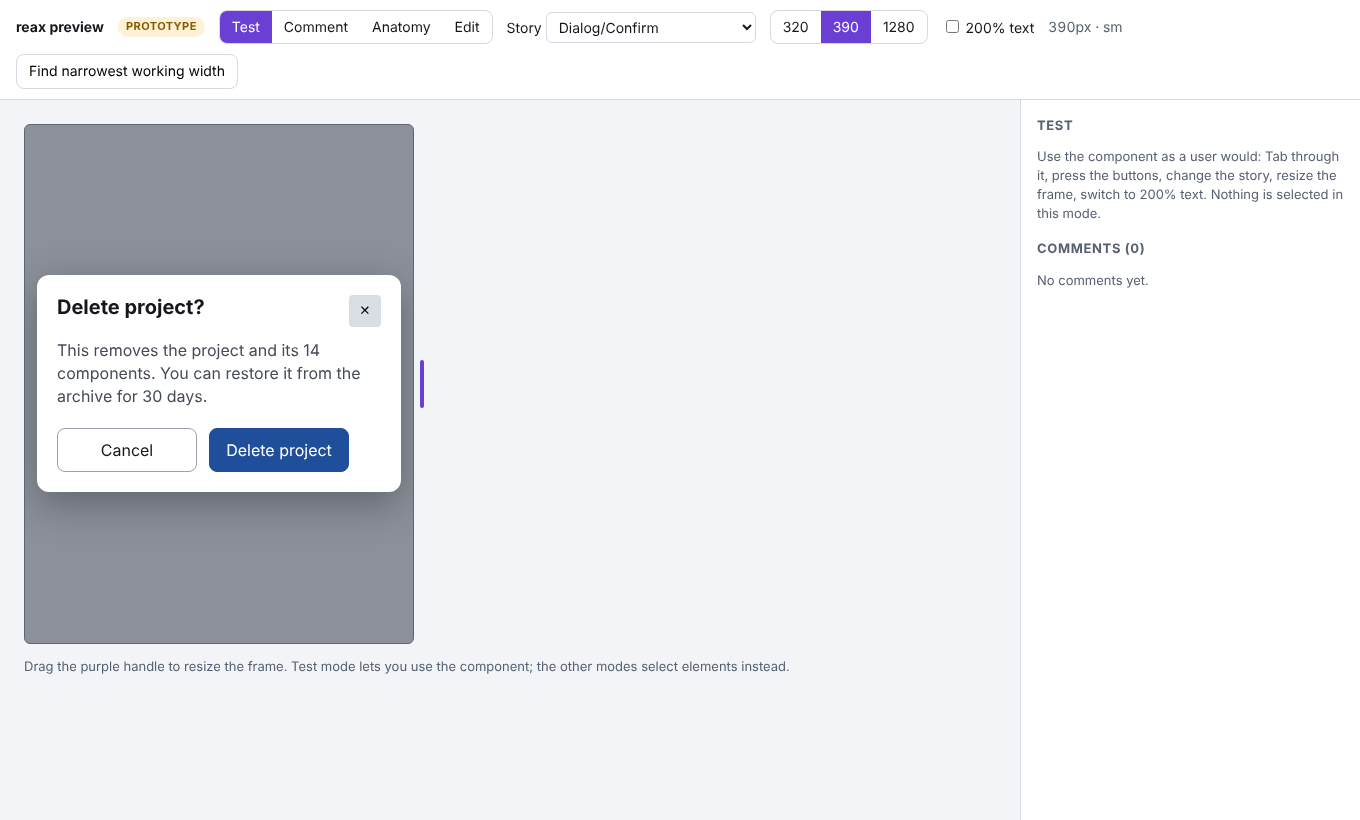 reax preview PROTOTYPE Test Comment Anatomy Edit Story Dialog/Confirm 320 390 1280 200% text 390px · sm
Find narrowest working width
Delete project?
×
This removes the project and its 14
components. You can restore it from the
archive for 30 days.
Cancel Delete project
Drag the purple handle to resize the frame. Test mode lets you use the component; the other modes select elements instead.
TEST
Use the component as a user would: Tab through
it, press the buttons, change the story, resize the
frame, switch to 200% text. Nothing is selected in
this mode.
COMMENTS (0)
No comments yet.